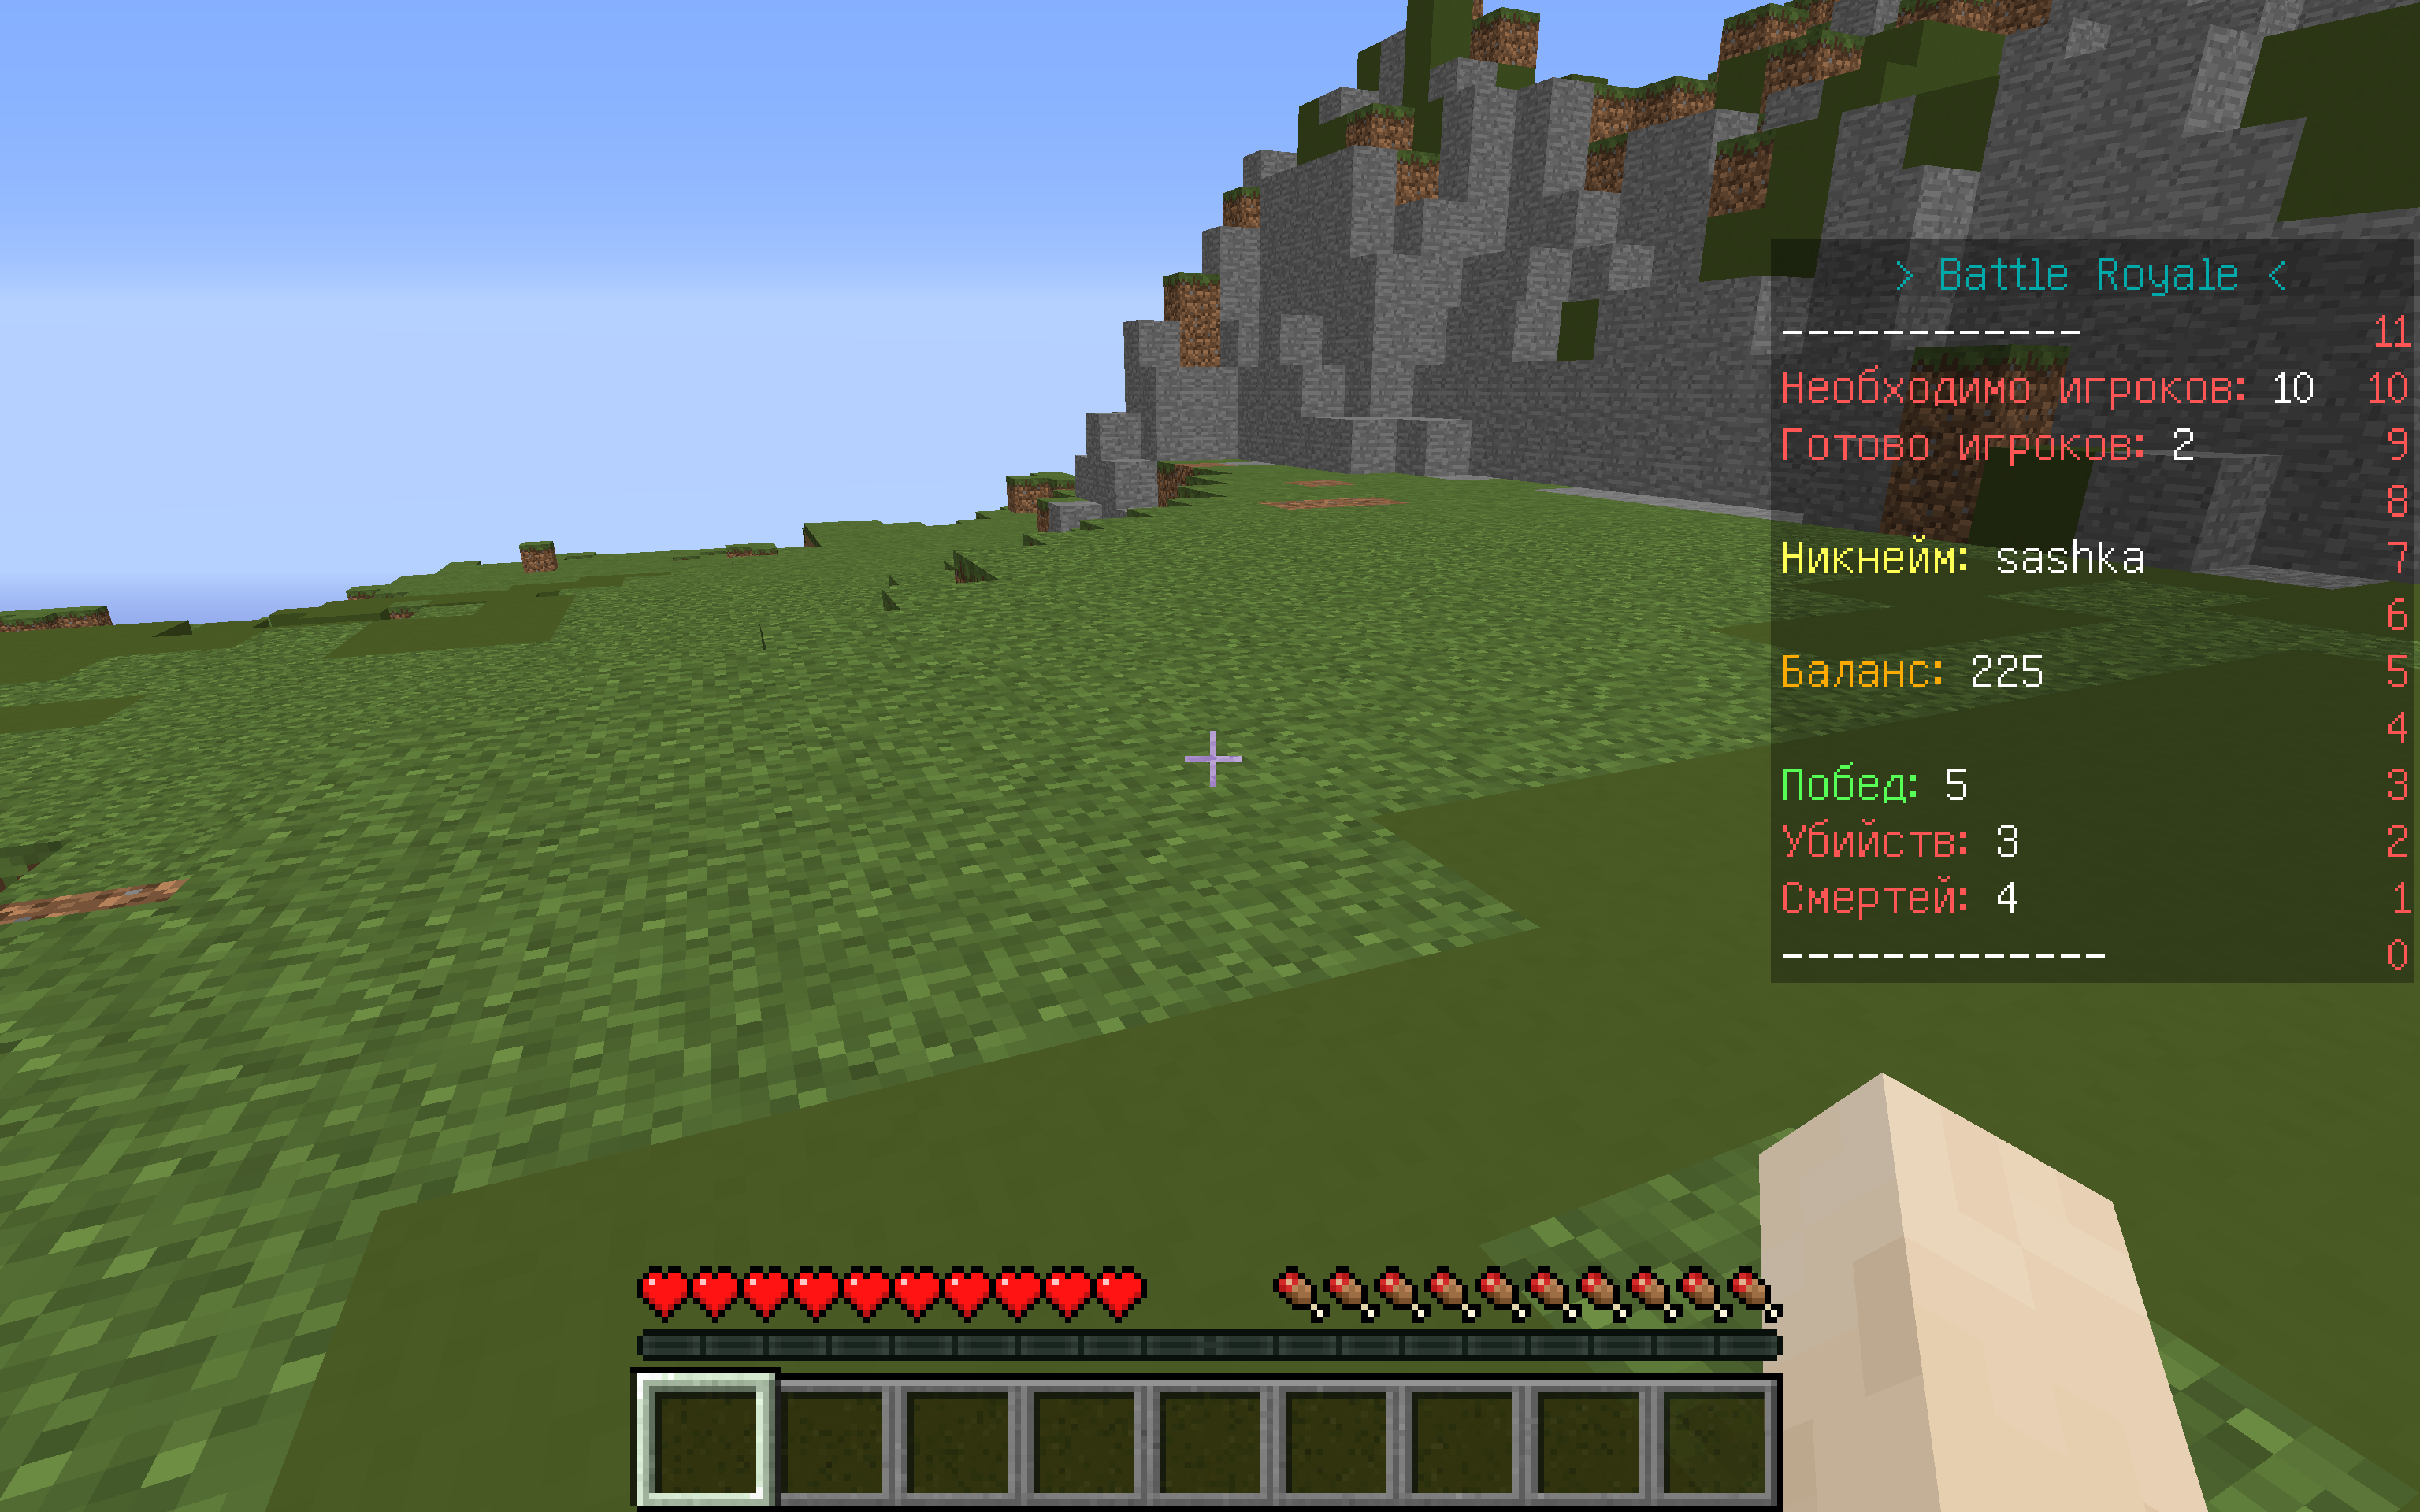 > Battle Royale <
------------ 11
Необходимо игроков: 10 10
Готово игроков: 2 9
8
Никнейм: sashka 7
6
Баланс: 225 5
4
Побед: 5 3
Убийств: 3 2
Смертей: 4 1
------------- 0